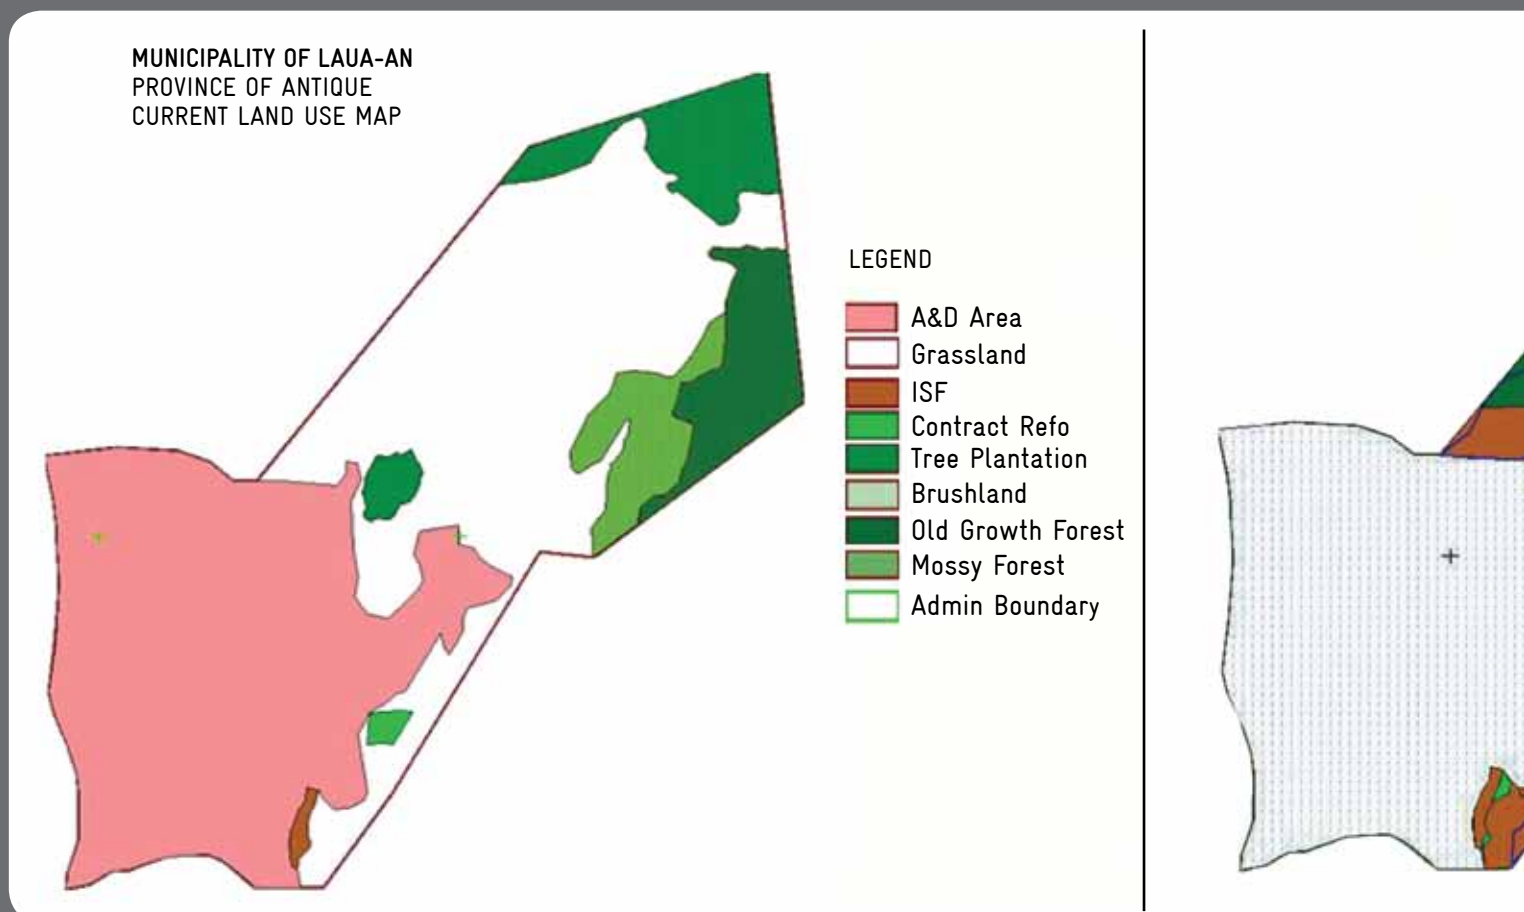 MUNICIPALITY OF LAUA-AN
PROVINCE OF ANTIQUE
CURRENT LAND USE MAP
LEGEND
A&D Area
Grassland
ISF
Contract Refo
Tree Plantation
Brushland
Old Growth Forest
Mossy Forest
Admin Boundary